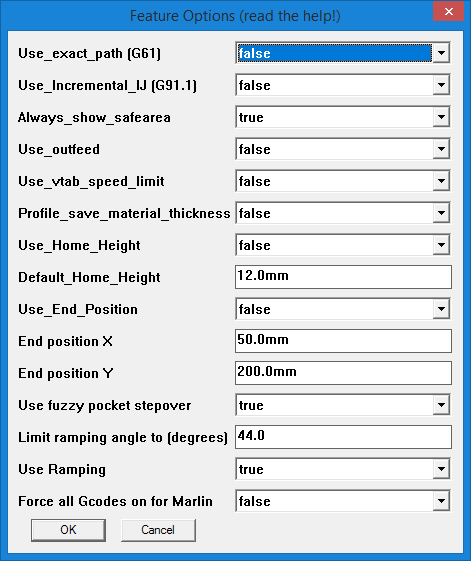 Feature Options (read the help!)
Use_exact_path (G61) false
Use_Incremental_IJ (G91.1) false
Always_show_safearea true
Use_outfeed false
Use_vtab_speed_limit false
Profile_save_material_thickness false
Use_Home_Height false
Default_Home_Height 12.0mm
Use_End_Position false
End position X 50.0mm
End position Y 200.0mm
Use fuzzy pocket stepover true
Limit ramping angle to (degrees) 44.0
Use Ramping true
Force all Gcodes on for Marlin false
OK Cancel